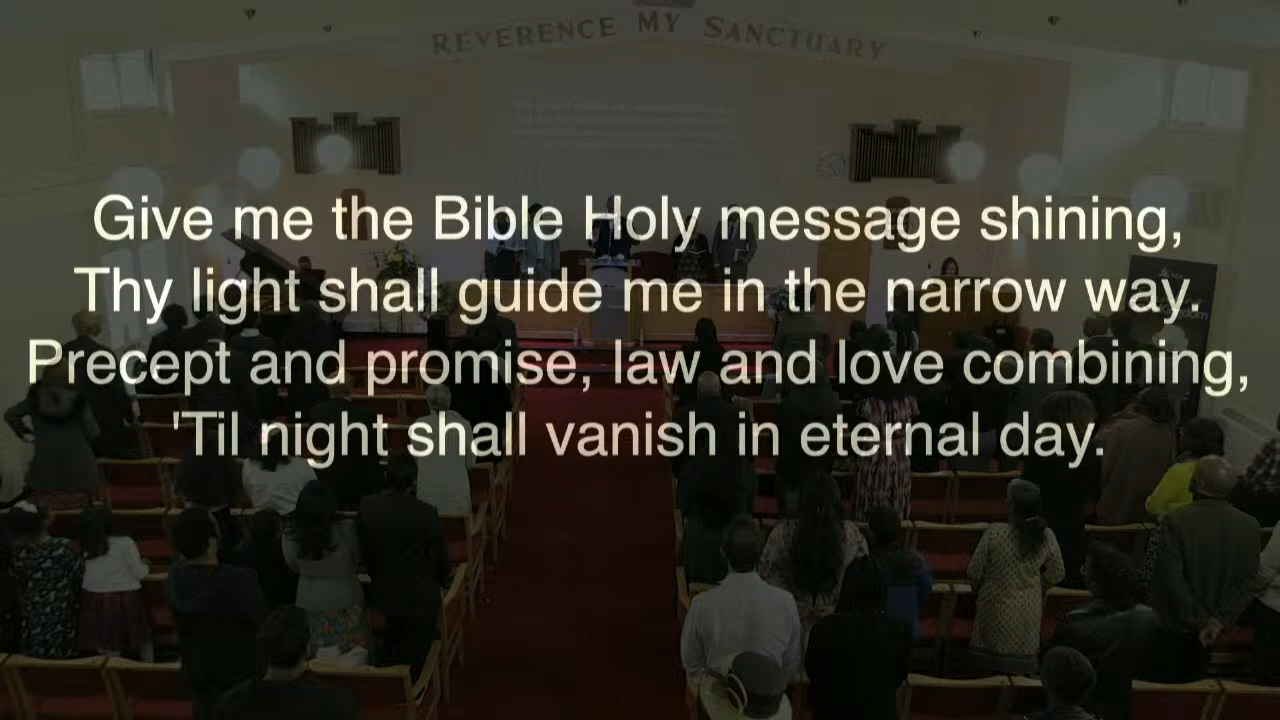 REVERENCE MY SANCTUARY
Give me the Bible Holy message shining,
Thy light shall guide me in the narrow way.
Precept and promise, law and love combining,
'Til night shall vanish in eternal day.